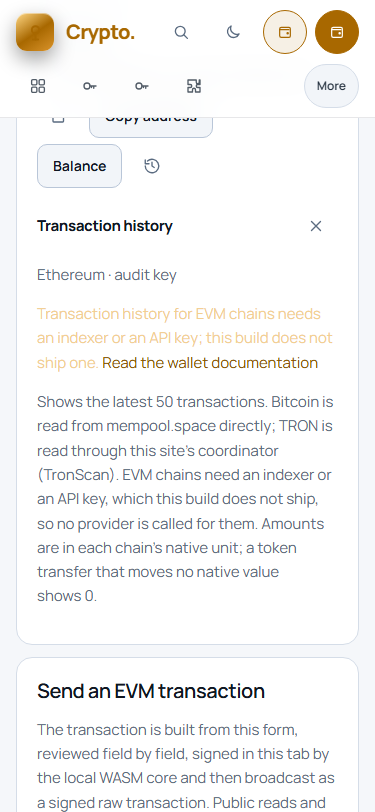 Crypto.
More
Copy address
Balance
Transaction history
Ethereum · audit key
Transaction history for EVM chains needs
an indexer or an API key; this build does not
ship one. Read the wallet documentation
Shows the latest 50 transactions. Bitcoin is
read from mempool.space directly; TRON is
read through this site's coordinator
(TronScan). EVM chains need an indexer or
an API key, which this build does not ship,
so no provider is called for them. Amounts
are in each chain's native unit; a token
transfer that moves no native value
shows 0.
Send an EVM transaction
The transaction is built from this form,
reviewed field by field, signed in this tab by
the local WASM core and then broadcast as
a signed raw transaction. Public reads and